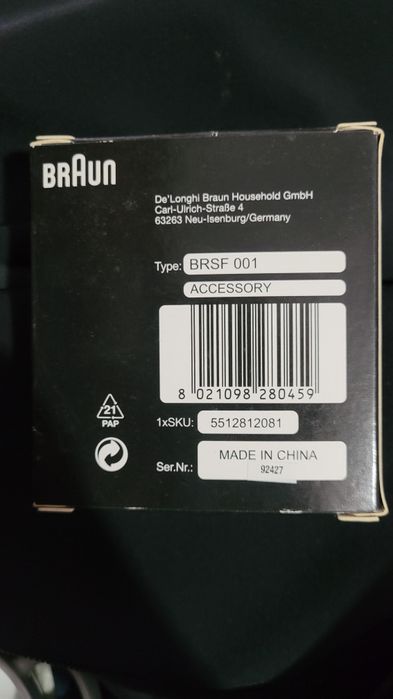 BRAUN
De'Longhi Braun Household GmbH
Carl-Ulrich-Straße 4
63263 Neu-Isenburg/Germany
Type: BRSF 001
ACCESSORY
8 021098 280459
21
PAP
1xSKU: 5512812081
Ser.Nr.: MADE IN CHINA
92427